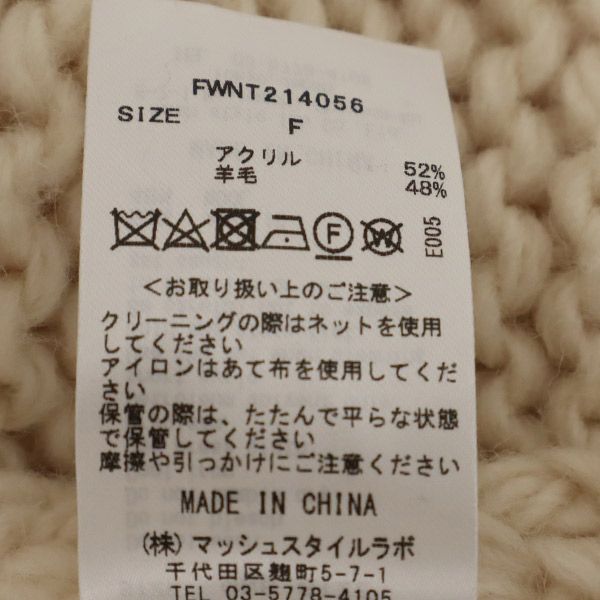 FWNT214056
SIZE F
アクリル 52%
羊毛 48%
F W
E005
<お取り扱い上のご注意>
クリーニングの際はネットを使用
してください
アイロンはあて布を使用してくだ
さい
保管の際は、たたんで平らな状態
で保管してください
摩擦や引っかけにご注意ください
MADE IN CHINA
(株) マッシュスタイルラボ
千代田区麹町5-7-1
TEL 03-5778-4105